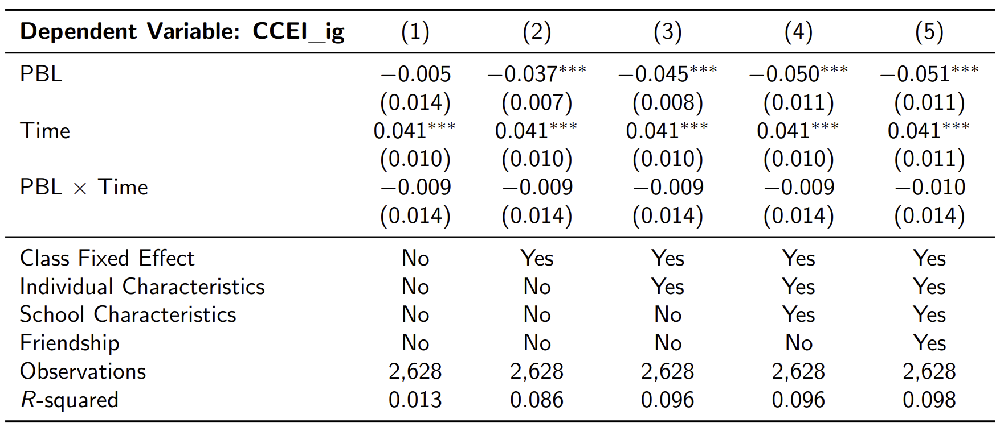 Dependent Variable: CCEI_ig (1) (2) (3) (4) (5)
PBL −0.005 −0.037*** −0.045*** −0.050*** −0.051***
(0.014) (0.007) (0.008) (0.011) (0.011)
Time 0.041*** 0.041*** 0.041*** 0.041*** 0.041***
(0.010) (0.010) (0.010) (0.010) (0.011)
PBL × Time −0.009 −0.009 −0.009 −0.009 −0.010
(0.014) (0.014) (0.014) (0.014) (0.014)
Class Fixed Effect No Yes Yes Yes Yes
Individual Characteristics No No Yes Yes Yes
School Characteristics No No No Yes Yes
Friendship No No No No Yes
Observations 2,628 2,628 2,628 2,628 2,628
R-squared 0.013 0.086 0.096 0.096 0.098